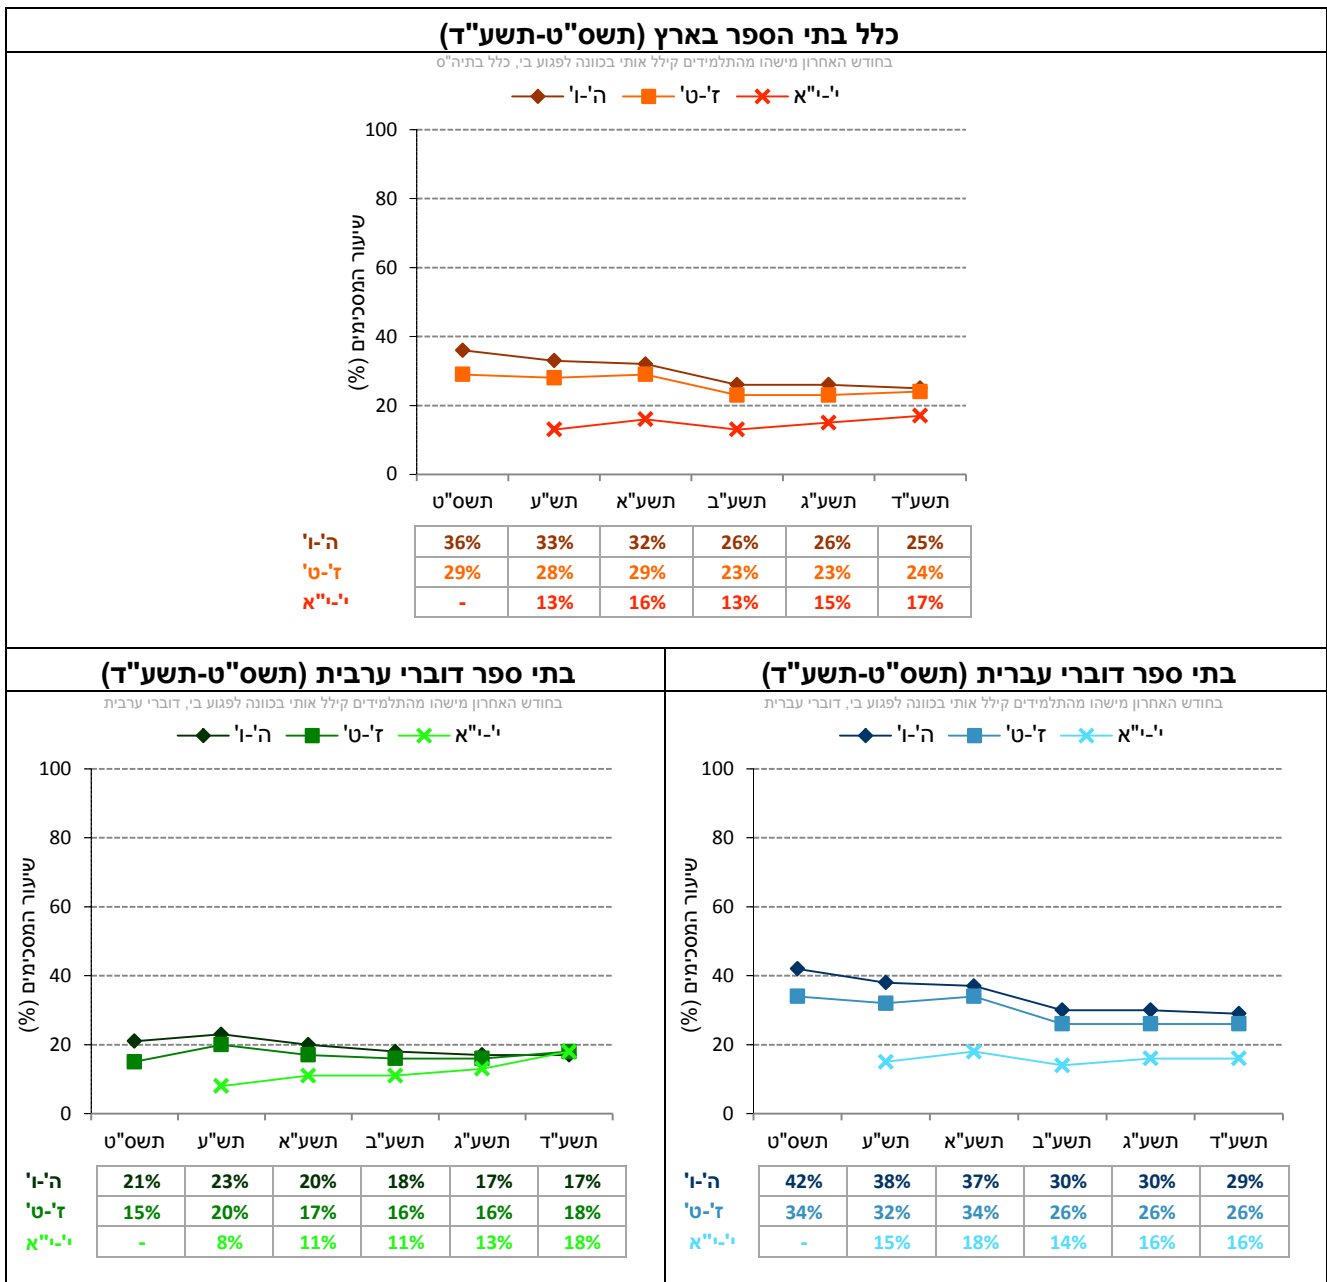 כלל בתי הספר בארץ (תשס"ט-תשע"ד)
בחודש האחרון מישהו מהתלמידים קילל אותי בכוונה לפגוע בי, כלל בתיה"ס
ה'-ו' ז'-ט' י'-י"א
שיעור המסכימים (%)
100
80
60
40
20
0
תשס"ט תש"ע תשע"א תשע"ב תשע"ג תשע"ד
ה'-ו' 36% 33% 32% 26% 26% 25%
ז'-ט' 29% 28% 29% 23% 23% 24%
י'-י"א - 13% 16% 13% 15% 17%
בתי ספר דוברי עברית (תשס"ט-תשע"ד)
בחודש האחרון מישהו מהתלמידים קילל אותי בכוונה לפגוע בי, דוברי עברית
ה'-ו' ז'-ט' י'-י"א
שיעור המסכימים (%)
100
80
60
40
20
0
תשס"ט תש"ע תשע"א תשע"ב תשע"ג תשע"ד
ה'-ו' 42% 38% 37% 30% 30% 29%
ז'-ט' 34% 32% 34% 26% 26% 26%
י'-י"א - 15% 18% 14% 16% 16%
בתי ספר דוברי ערבית (תשס"ט-תשע"ד)
בחודש האחרון מישהו מהתלמידים קילל אותי בכוונה לפגוע בי, דוברי ערבית
ה'-ו' ז'-ט' י'-י"א
שיעור המסכימים (%)
100
80
60
40
20
0
תשס"ט תש"ע תשע"א תשע"ב תשע"ג תשע"ד
ה'-ו' 21% 23% 20% 18% 17% 17%
ז'-ט' 15% 20% 17% 16% 16% 18%
י'-י"א - 8% 11% 11% 13% 18%